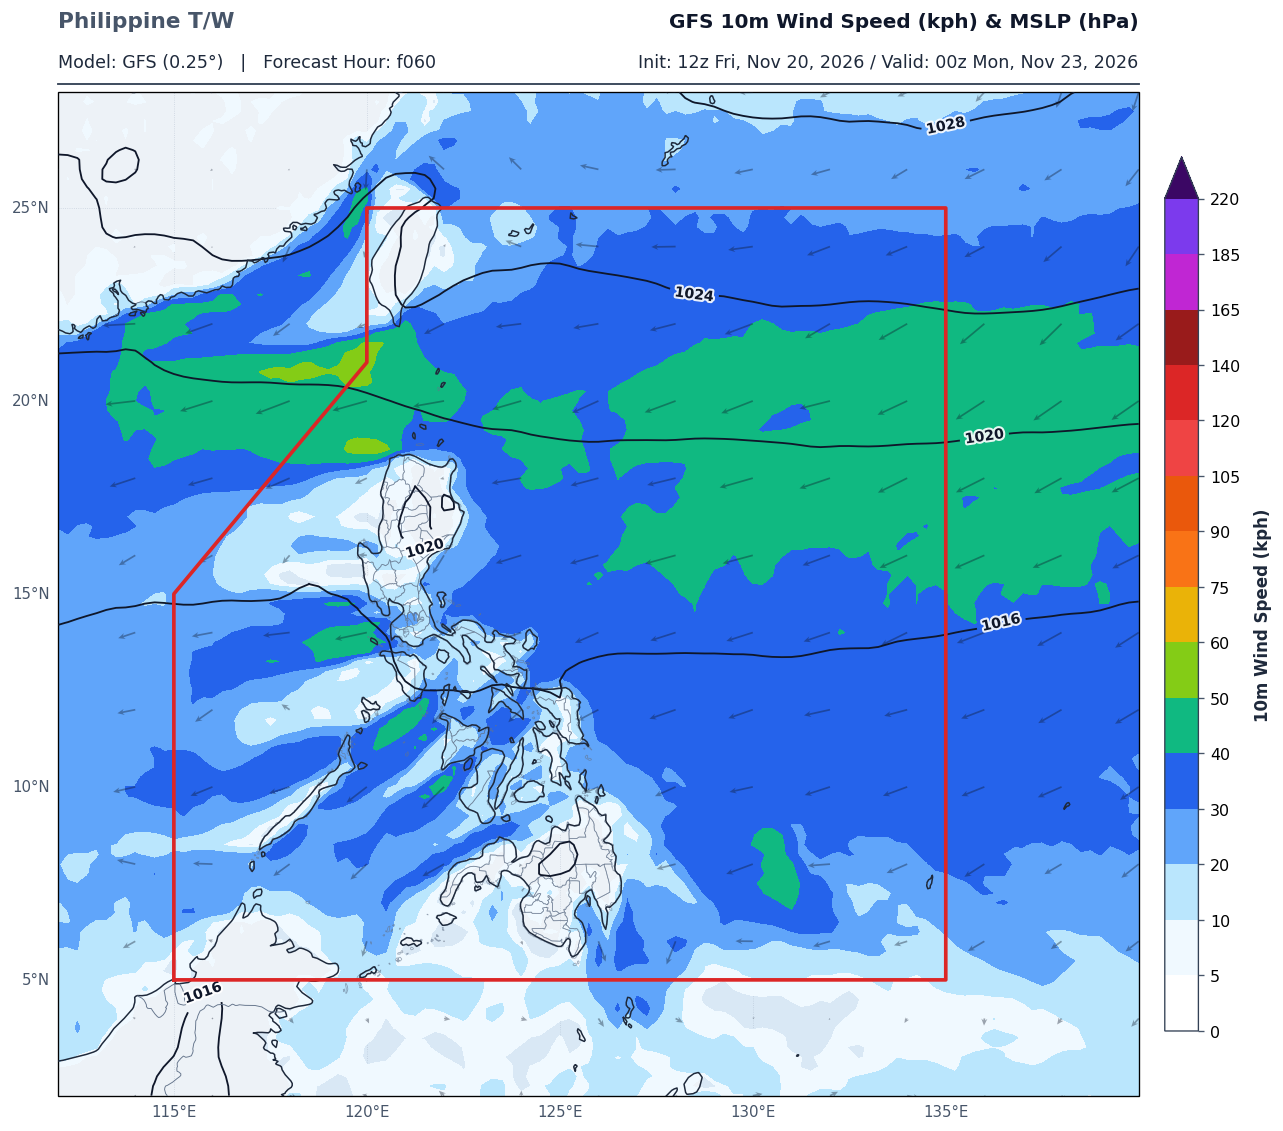 Philippine T/W
GFS 10m Wind Speed (kph) & MSLP (hPa)
Model: GFS (0.25°) | Forecast Hour: f060
Init: 12z Fri, Nov 20, 2026 / Valid: 00z Mon, Nov 23, 2026
1028
1024
1020
1020
1016
1016
25°N
20°N
15°N
10°N
5°N
115°E
120°E
125°E
130°E
135°E
220
185
165
140
120
105
90
75
60
50
40
30
20
10
5
0
10m Wind Speed (kph)